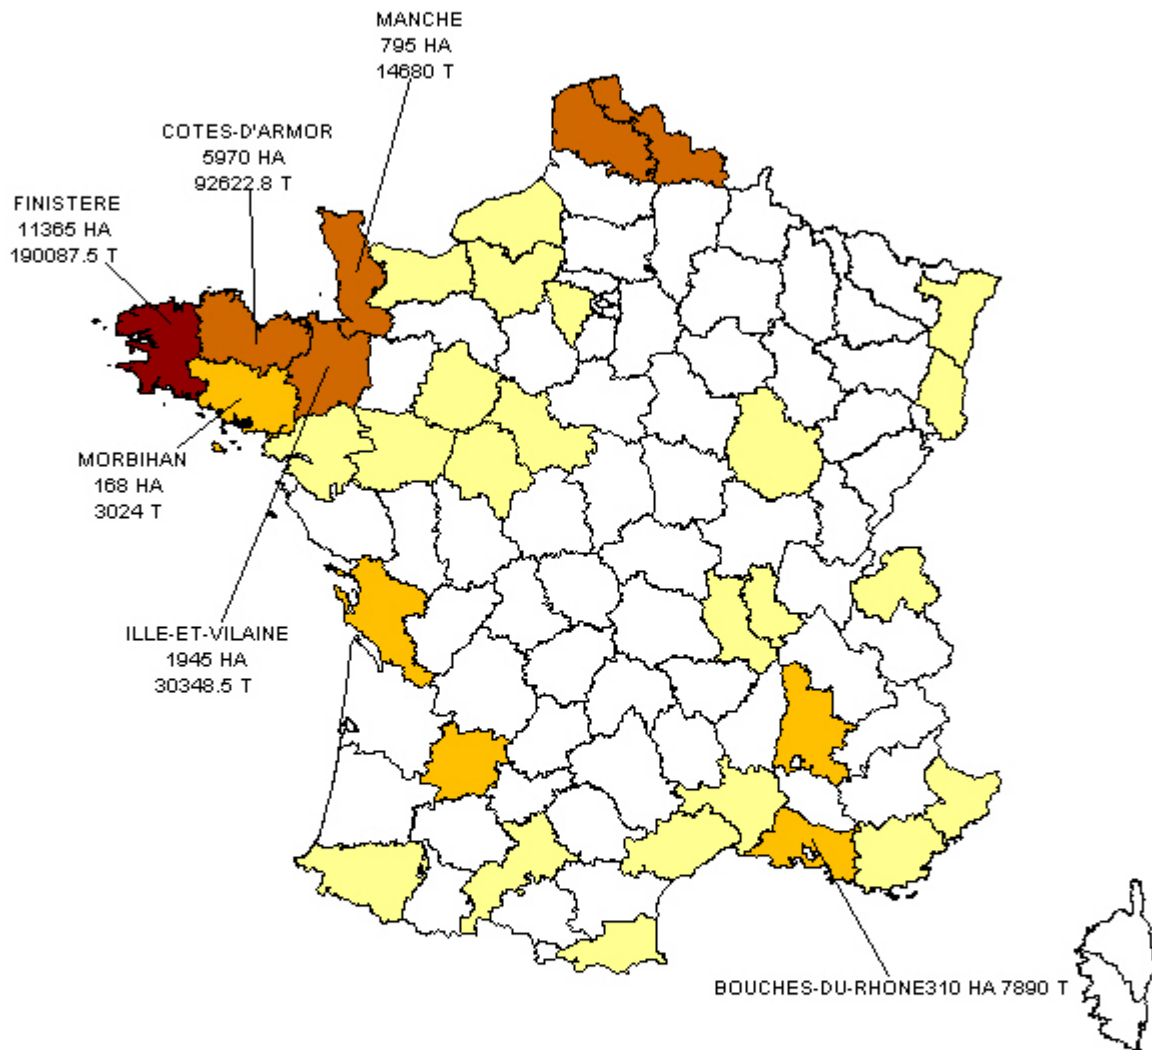 MANCHE
795 HA
14680 T
COTES-D'ARMOR
5970 HA
92622.8 T
FINISTERE
11365 HA
190087.5 T
MORBIHAN
168 HA
3024 T
ILLE-ET-VILAINE
1945 HA
30348.5 T
BOUCHES-DU-RHONE310 HA 7890 T